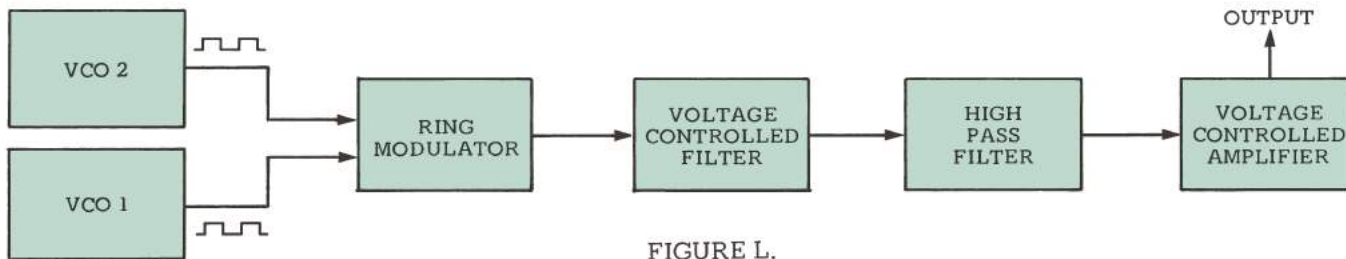 OUTPUT
VCO 2
VCO 1
RING
MODULATOR
VOLTAGE
CONTROLLED
FILTER
HIGH
PASS
FILTER
VOLTAGE
CONTROLLED
AMPLIFIER
FIGURE L.